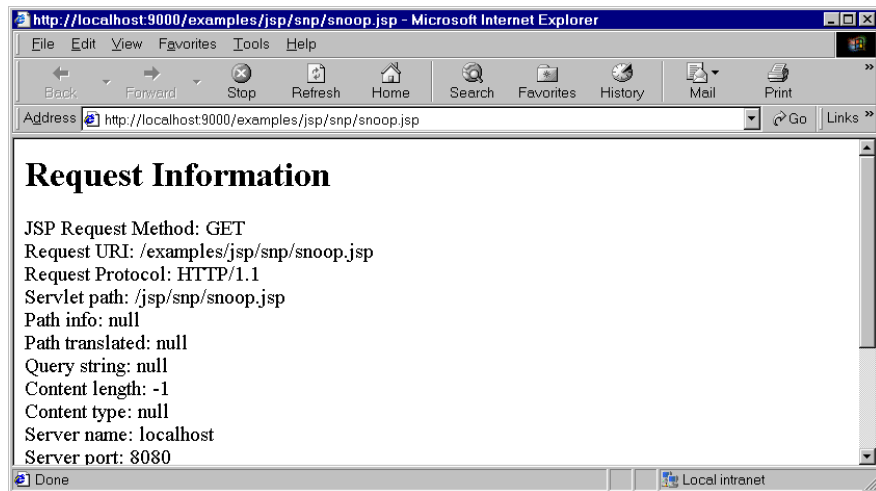 http://localhost:9000/examples/jsp/snp/snoop.jsp - Microsoft Internet Explorer
File Edit View Favorites Tools Help
Back Forward Stop Refresh Home Search Favorites History Mail Print »
Address http://localhost:9000/examples/jsp/snp/snoop.jsp Go Links »
Request Information
JSP Request Method: GET
Request URI: /examples/jsp/snp/snoop.jsp
Request Protocol: HTTP/1.1
Servlet path: /jsp/snp/snoop.jsp
Path info: null
Path translated: null
Query string: null
Content length: -1
Content type: null
Server name: localhost
Server port: 8080
Done Local intranet